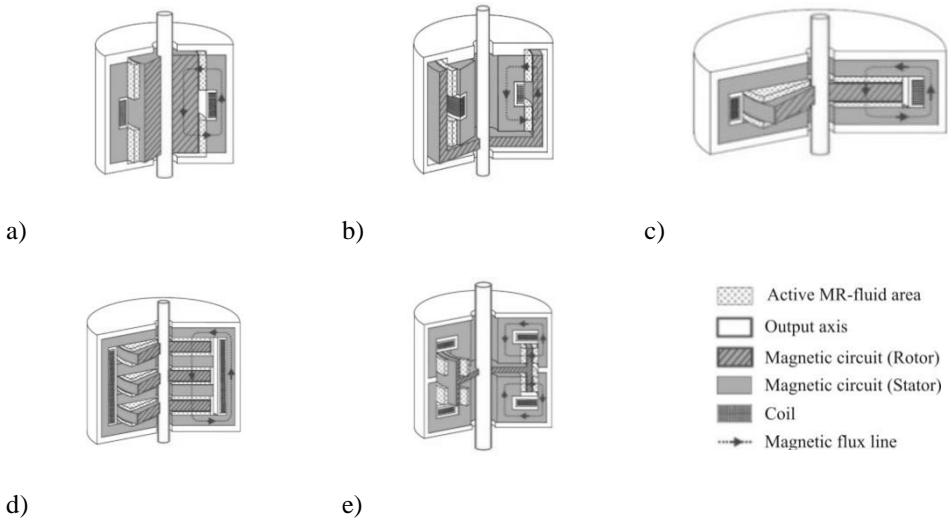 a)
b)
c)
d)
e)
Active MR-fluid area
Output axis
Magnetic circuit (Rotor)
Magnetic circuit (Stator)
Coil
Magnetic flux line